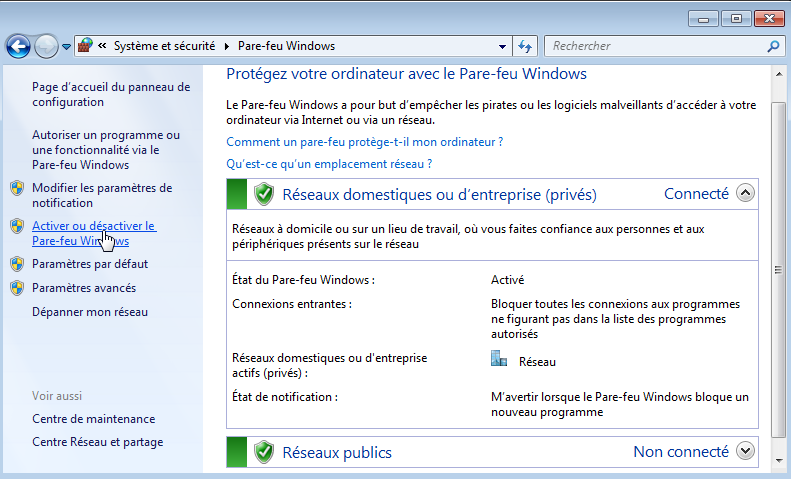 « Système et sécurité ▸ Pare-feu Windows
Rechercher
Page d'accueil du panneau de
configuration
Autoriser un programme ou
une fonctionnalité via le
Pare-feu Windows
Modifier les paramètres de
notification
Activer ou désactiver le
Pare-feu Windows
Paramètres par défaut
Paramètres avancés
Dépanner mon réseau
Voir aussi
Centre de maintenance
Centre Réseau et partage
Protégez votre ordinateur avec le Pare-feu Windows
Le Pare-feu Windows a pour but d'empêcher les pirates ou les logiciels malveillants d'accéder à votre
ordinateur via Internet ou via un réseau.
Comment un pare-feu protège-t-il mon ordinateur ?
Qu'est-ce qu'un emplacement réseau ?
Réseaux domestiques ou d'entreprise (privés) Connecté
Réseaux à domicile ou sur un lieu de travail, où vous faites confiance aux personnes et aux
périphériques présents sur le réseau
État du Pare-feu Windows : Activé
Connexions entrantes : Bloquer toutes les connexions aux programmes
ne figurant pas dans la liste des programmes
autorisés
Réseaux domestiques ou d'entreprise
actifs (privés) : Réseau
État de notification : M'avertir lorsque le Pare-feu Windows bloque un
nouveau programme
Réseaux publics Non connecté